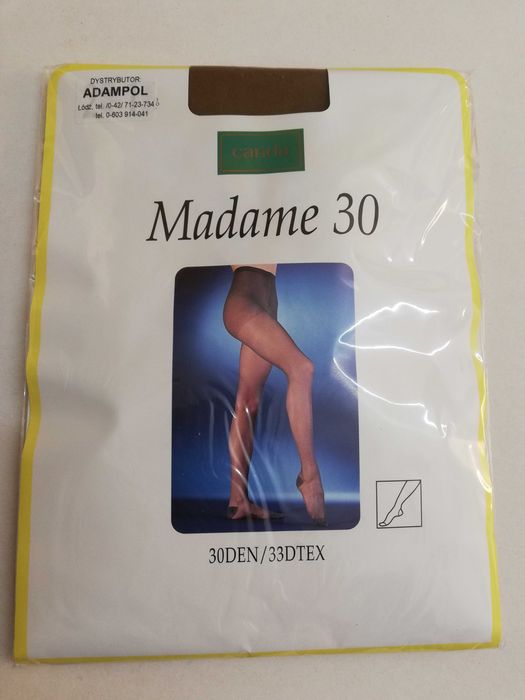 DYSTRYBUTOR:
ADAMPOL
Łódź, tel. /0-42/ 71-23-734
tel. 0-603 914-041
Madame 30
30DEN/33DTEX